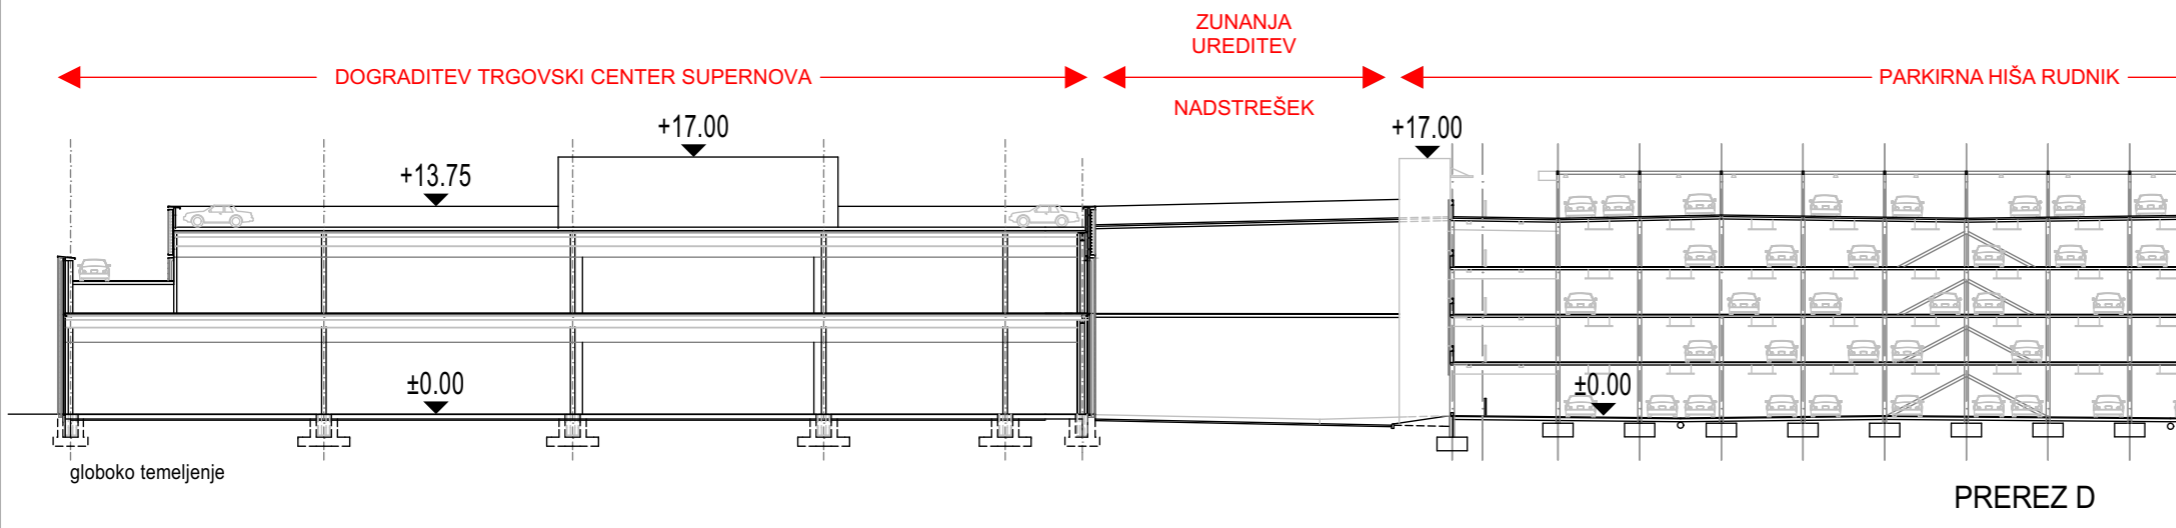 ZUNANJA
UREDITEV
DOGRADITEV TRGOVSKI CENTER SUPERNOVA
PARKIRNA HIŠA RUDNIK
NADSTREŠEK
+17.00
+17.00
+13.75
±0.00
±0.00
globoko temeljenje
PREREZ D